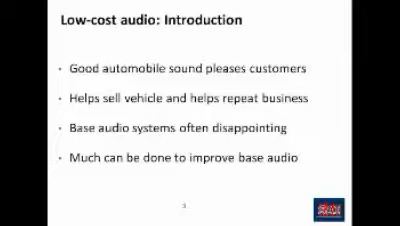 Low-cost audio: Introduction
• Good automobile sound pleases customers
• Helps sell vehicle and helps repeat business
• Base audio systems often disappointing
• Much can be done to improve base audio
3